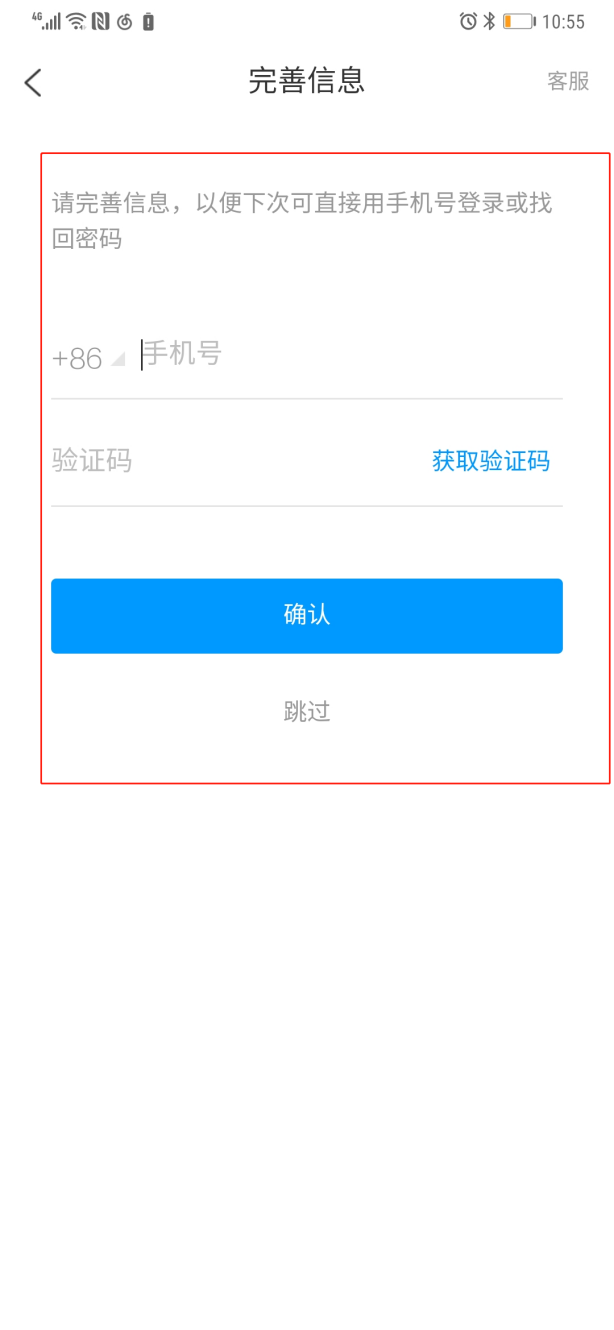 4G 10:55
完善信息 客服
请完善信息，以便下次可直接用手机号登录或找
回密码
+86 手机号
验证码 获取验证码
确认
跳过